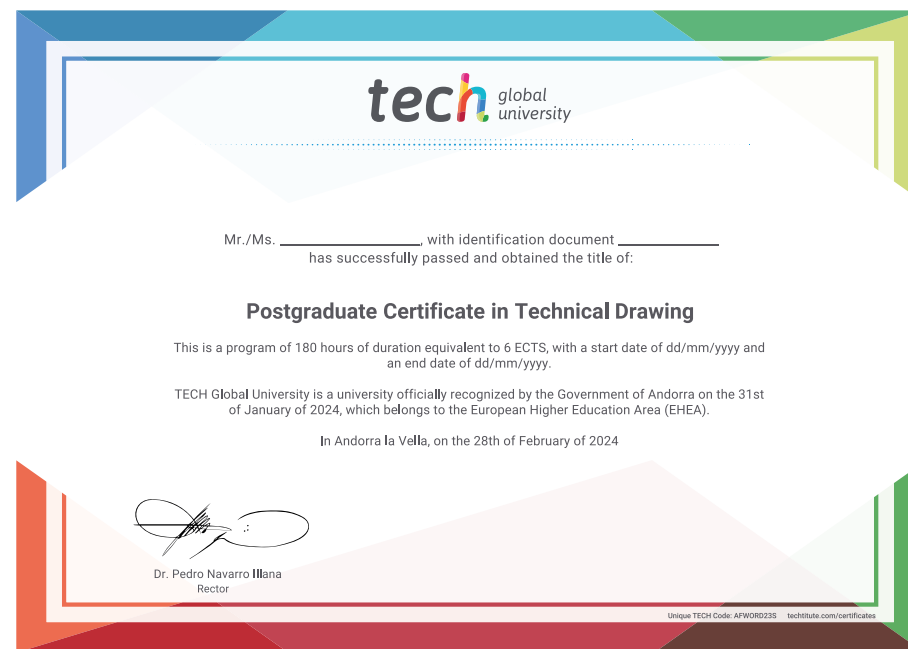 tech global university
Mr./Ms. ____________, with identification document ____________
has successfully passed and obtained the title of:
Postgraduate Certificate in Technical Drawing
This is a program of 180 hours of duration equivalent to 6 ECTS, with a start date of dd/mm/yyyy and
an end date of dd/mm/yyyy.
TECH Global University is a university officially recognized by the Government of Andorra on the 31st
of January of 2024, which belongs to the European Higher Education Area (EHEA).
In Andorra la Vella, on the 28th of February of 2024
Dr. Pedro Navarro Illana
Rector
Unique TECH Code: AFWORD23S techtitute.com/certificates